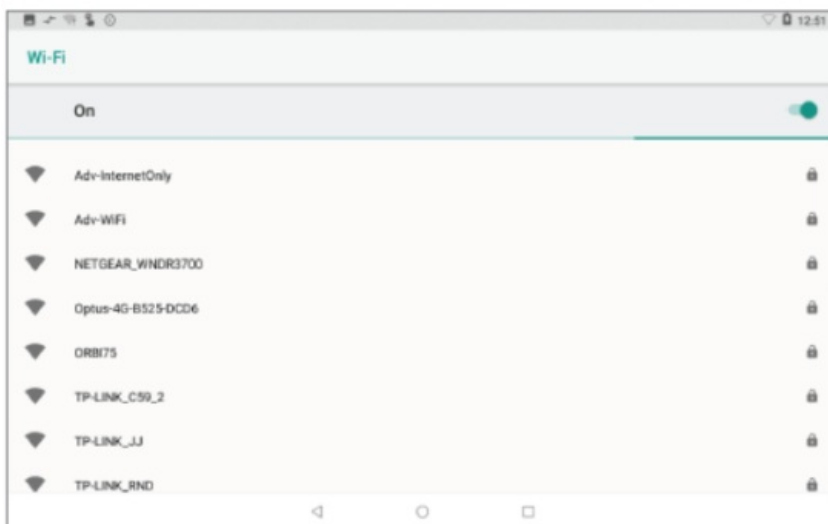 12:51
Wi-Fi
On
Adv-InternetOnly
Adv-WiFi
NETGEAR_WNDR3700
Optus-4G-B525-DCD6
ORBI75
TP-LINK_C59_2
TP-LINK_JJ
TP-LINK_RND